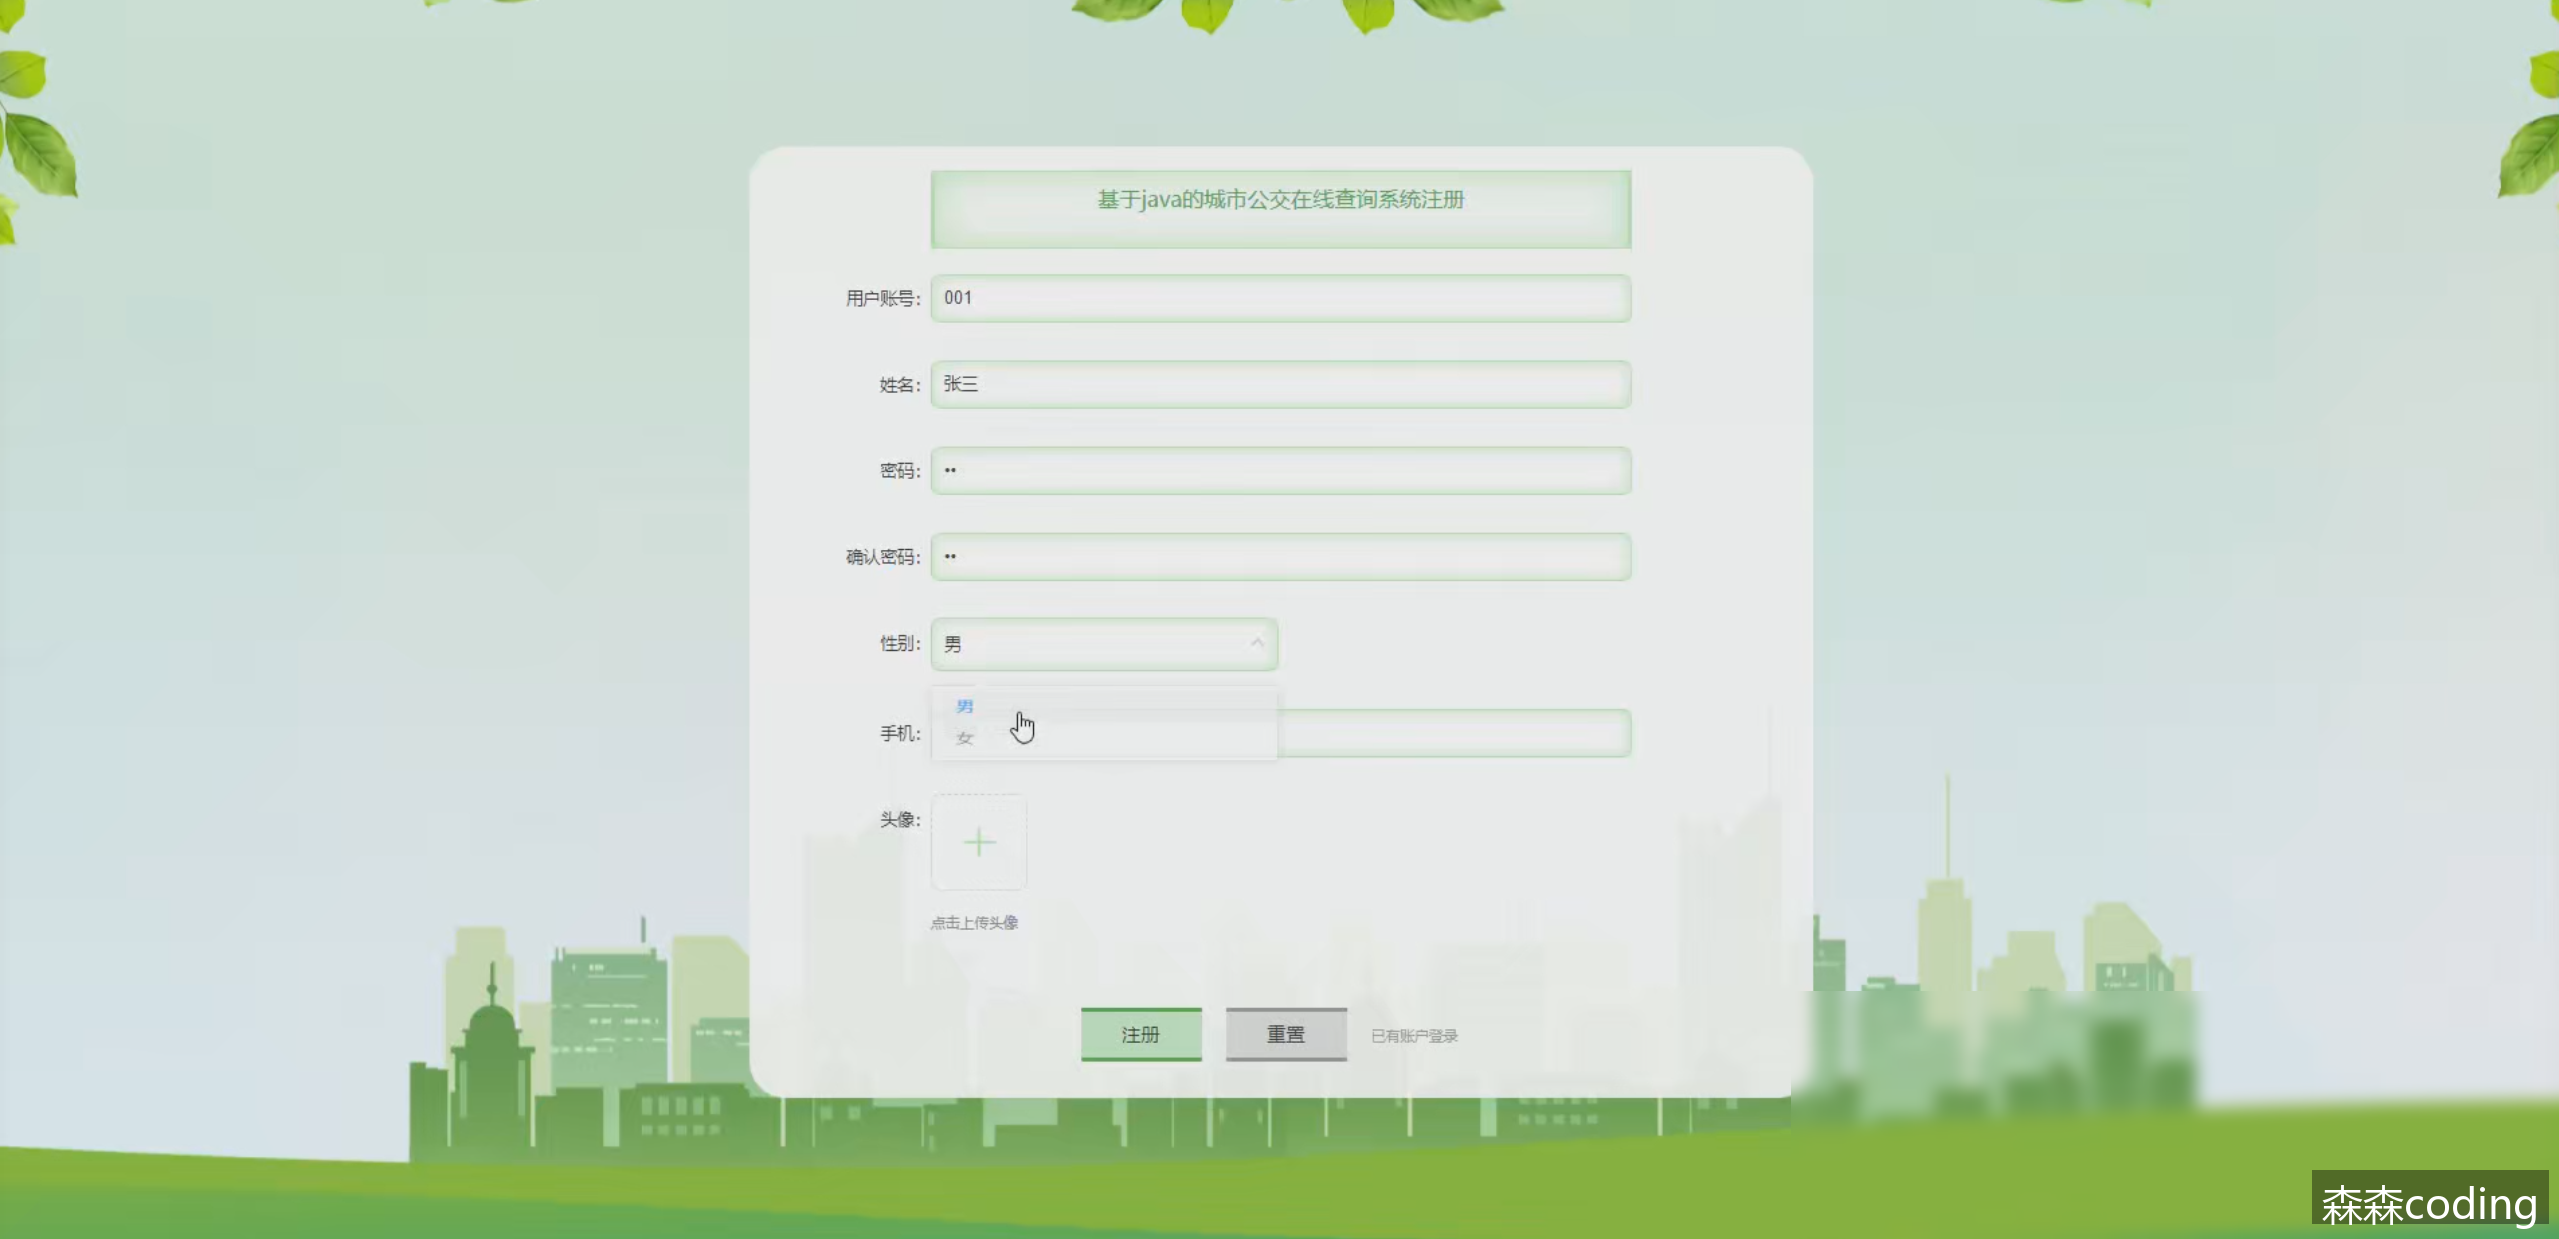 基于java的城市公交在线查询系统注册
用户账号: 001
姓名: 张三
密码: ••
确认密码: ••
性别: 男
男
女
手机:
头像:
点击上传头像
注册 重置 已有账户登录
森森coding